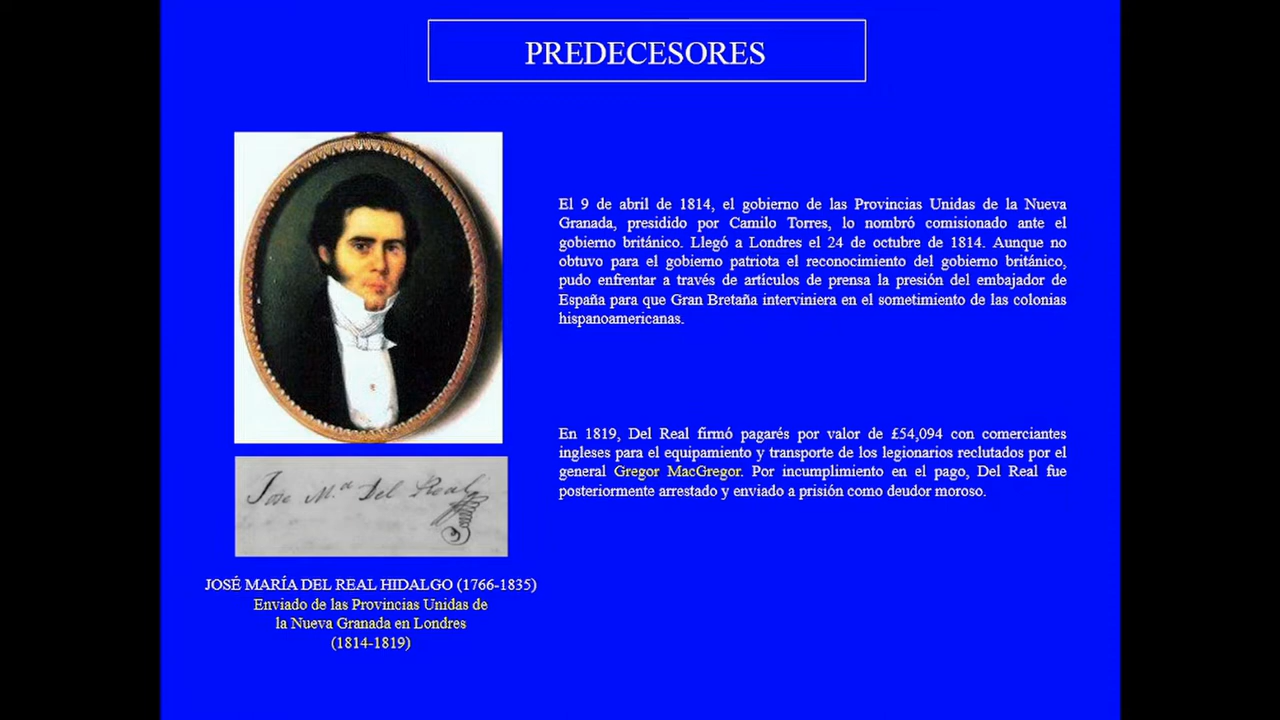 PREDECESORES
El 9 de abril de 1814, el gobierno de las Provincias Unidas de la Nueva
Granada, presidido por Camilo Torres, lo nombró comisionado ante el
gobierno británico. Llegó a Londres el 24 de octubre de 1814. Aunque no
obtuvo para el gobierno patriota el reconocimiento del gobierno británico,
pudo enfrentar a través de artículos de prensa la presión del embajador de
España para que Gran Bretaña interviniera en el sometimiento de las colonias
hispanoamericanas.
En 1819, Del Real firmó pagarés por valor de £54,094 con comerciantes
ingleses para el equipamiento y transporte de los legionarios reclutados por el
general Gregor MacGregor. Por incumplimiento en el pago, Del Real fue
posteriormente arrestado y enviado a prisión como deudor moroso.
Jose M.a Del Real
JOSÉ MARÍA DEL REAL HIDALGO (1766-1835)
Enviado de las Provincias Unidas de
la Nueva Granada en Londres
(1814-1819)